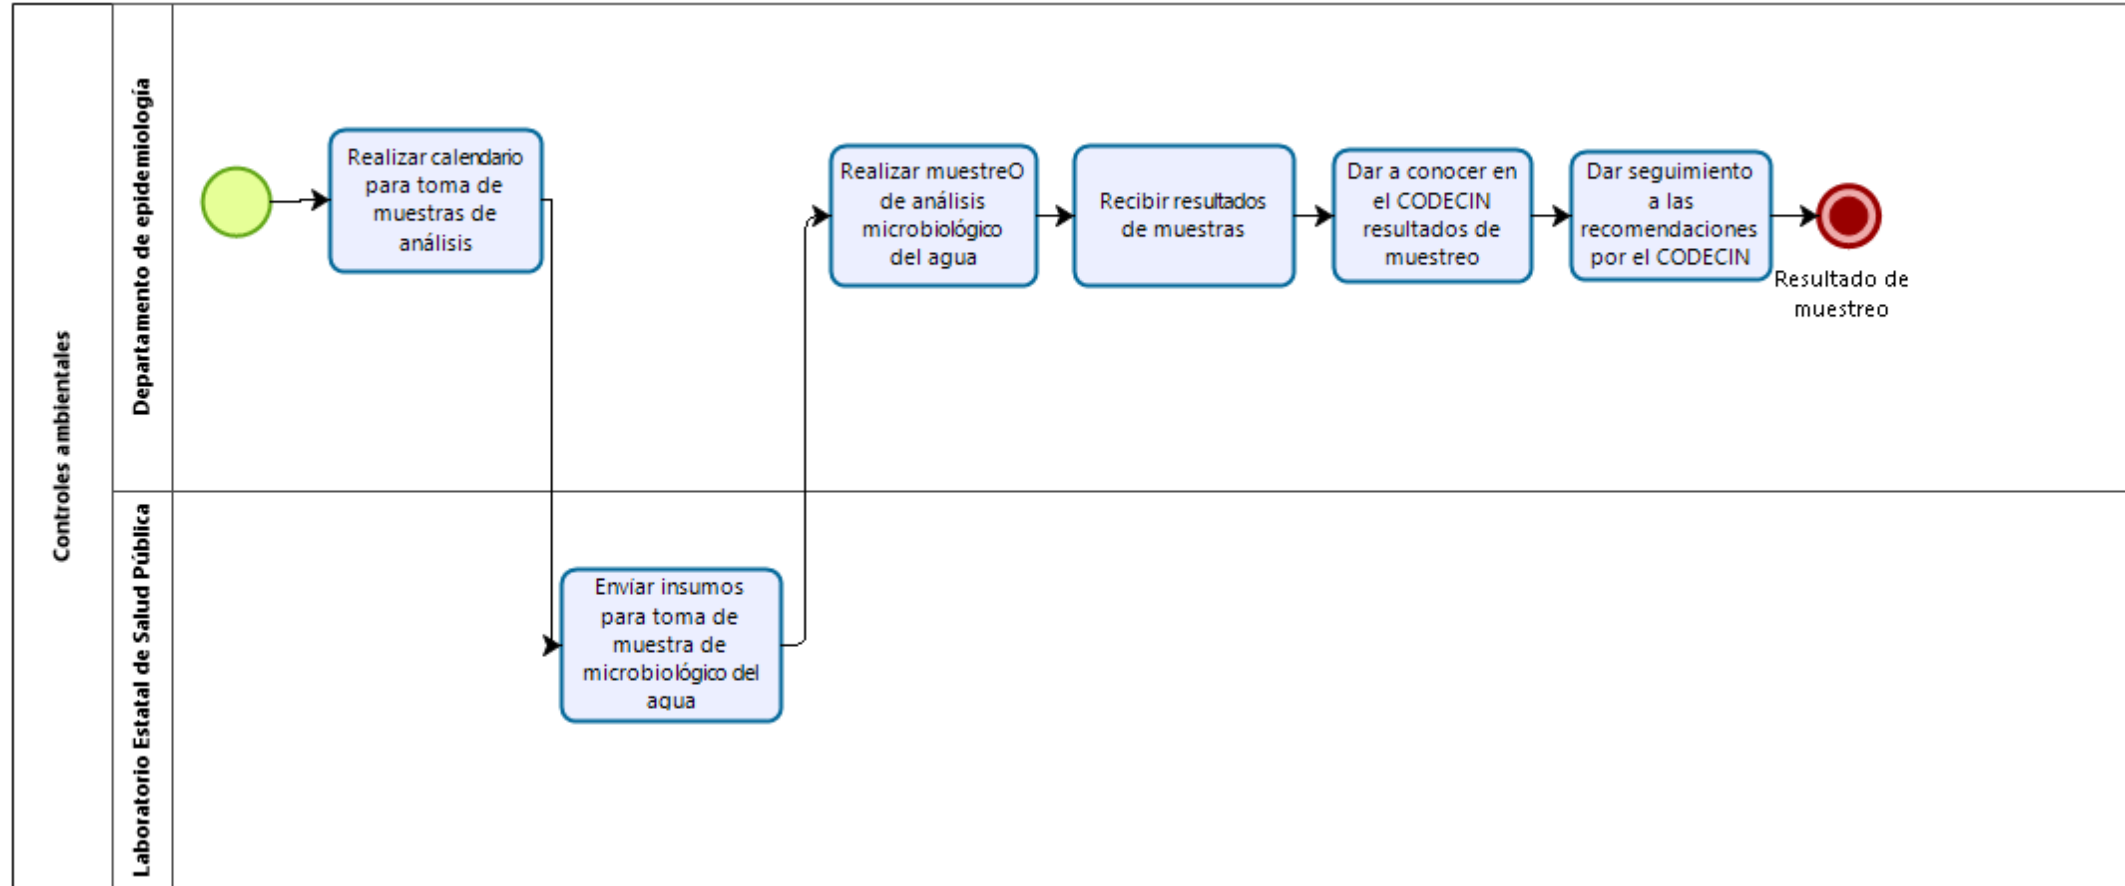 Controles ambientales
Departamento de epidemiología
Realizar calendario
para toma de
muestras de
análisis
Realizar muestreO
de análisis
microbiológico
del agua
Recibir resultados
de muestras
Dar a conocer en
el CODECIN
resultados de
muestreo
Dar seguimiento
a las
recomendaciones
por el CODECIN
Resultado de
muestreo
Laboratorio Estatal de Salud Pública
Envíar insumos
para toma de
muestra de
microbiológico del
agua